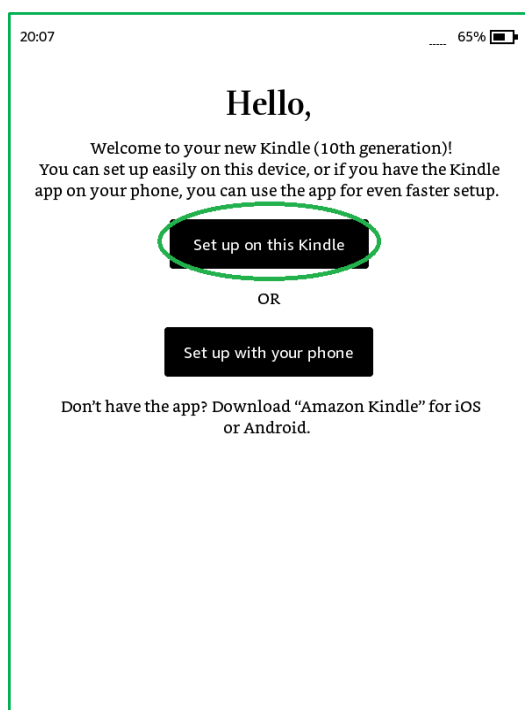 20:07
65%
Hello,
Welcome to your new Kindle (10th generation)!
You can set up easily on this device, or if you have the Kindle
app on your phone, you can use the app for even faster setup.
Set up on this Kindle
OR
Set up with your phone
Don't have the app? Download “Amazon Kindle” for iOS
or Android.